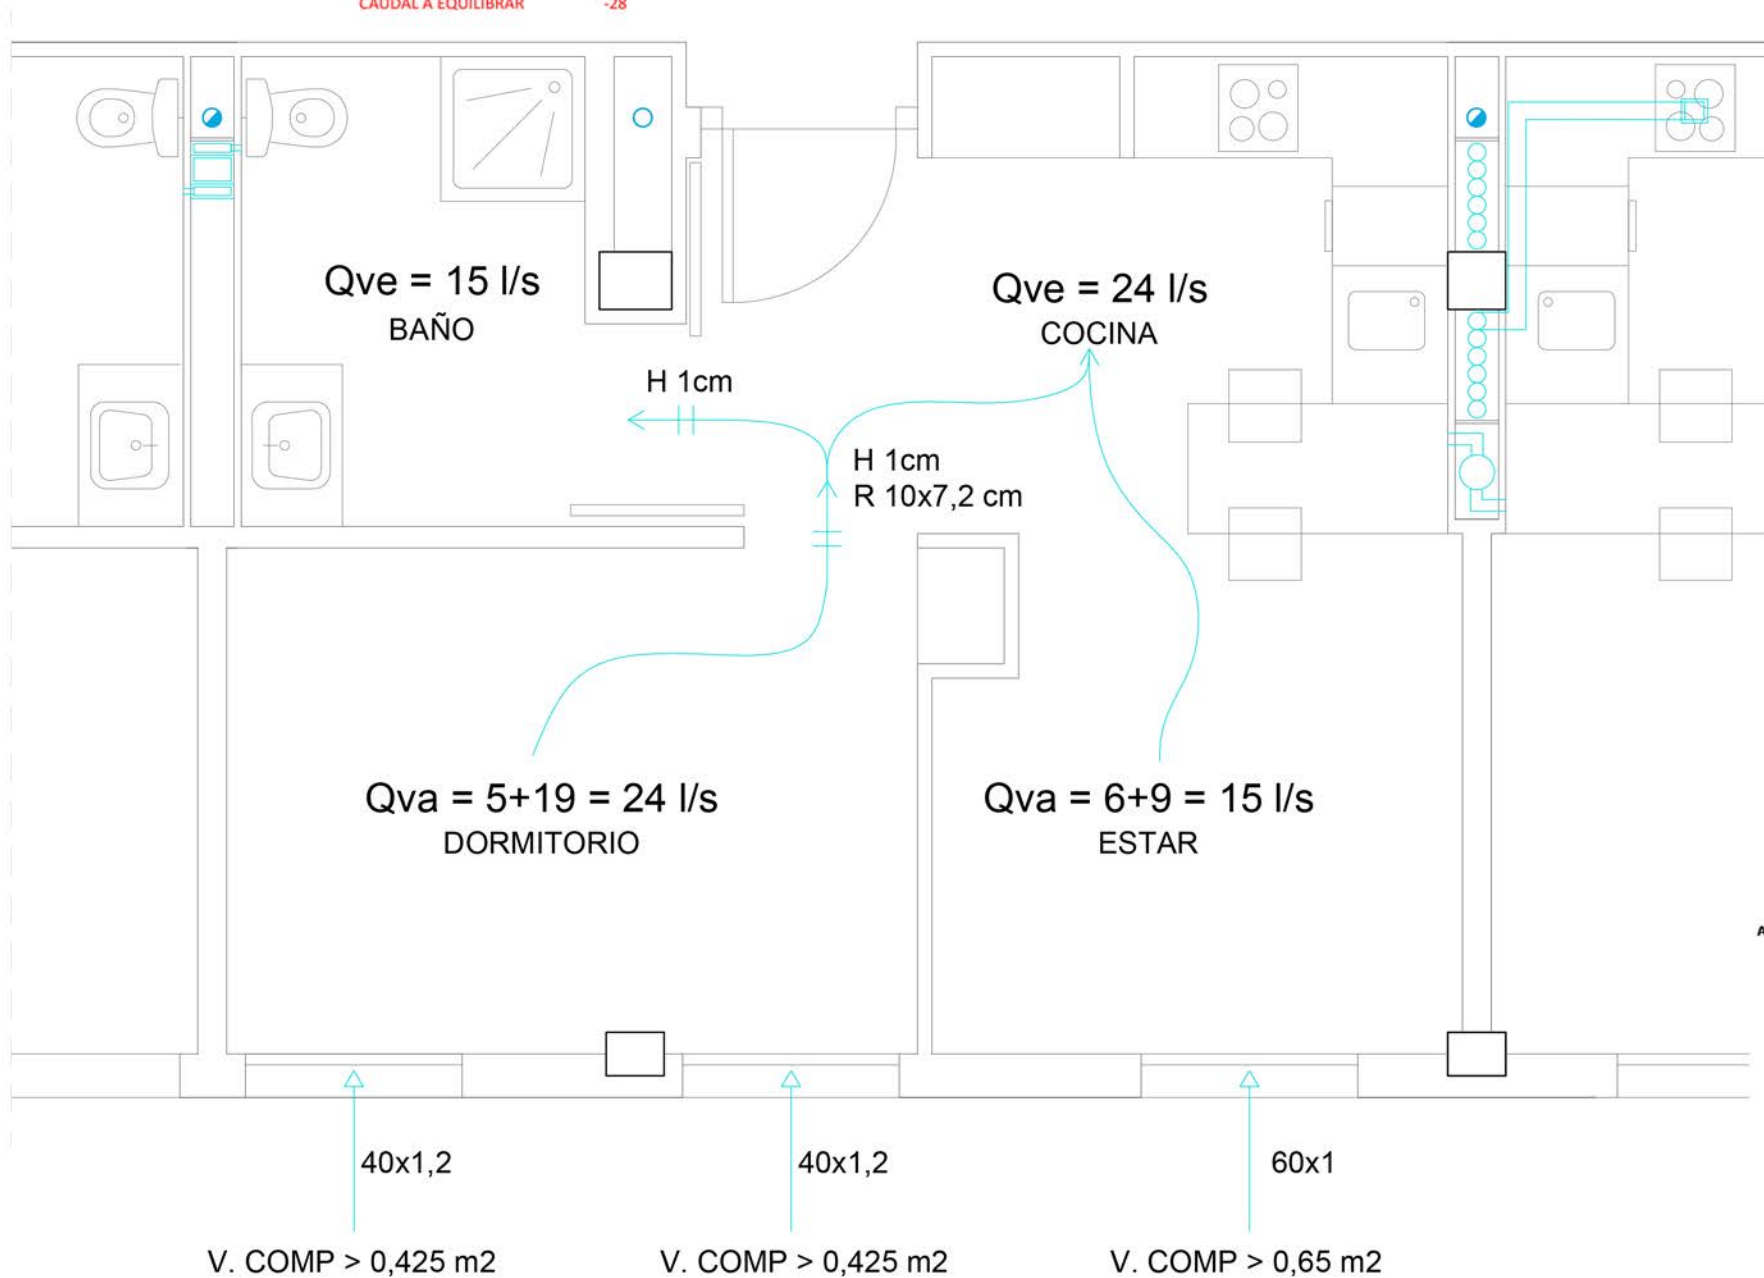 CAUDAL A EQUILIBRAR -28
Qve = 15 l/s
BAÑO
Qve = 24 l/s
COCINA
H 1cm
H 1cm
R 10x7,2 cm
Qva = 5+19 = 24 l/s
DORMITORIO
Qva = 6+9 = 15 l/s
ESTAR
A
40x1,2
40x1,2
60x1
V. COMP > 0,425 m2
V. COMP > 0,425 m2
V. COMP > 0,65 m2